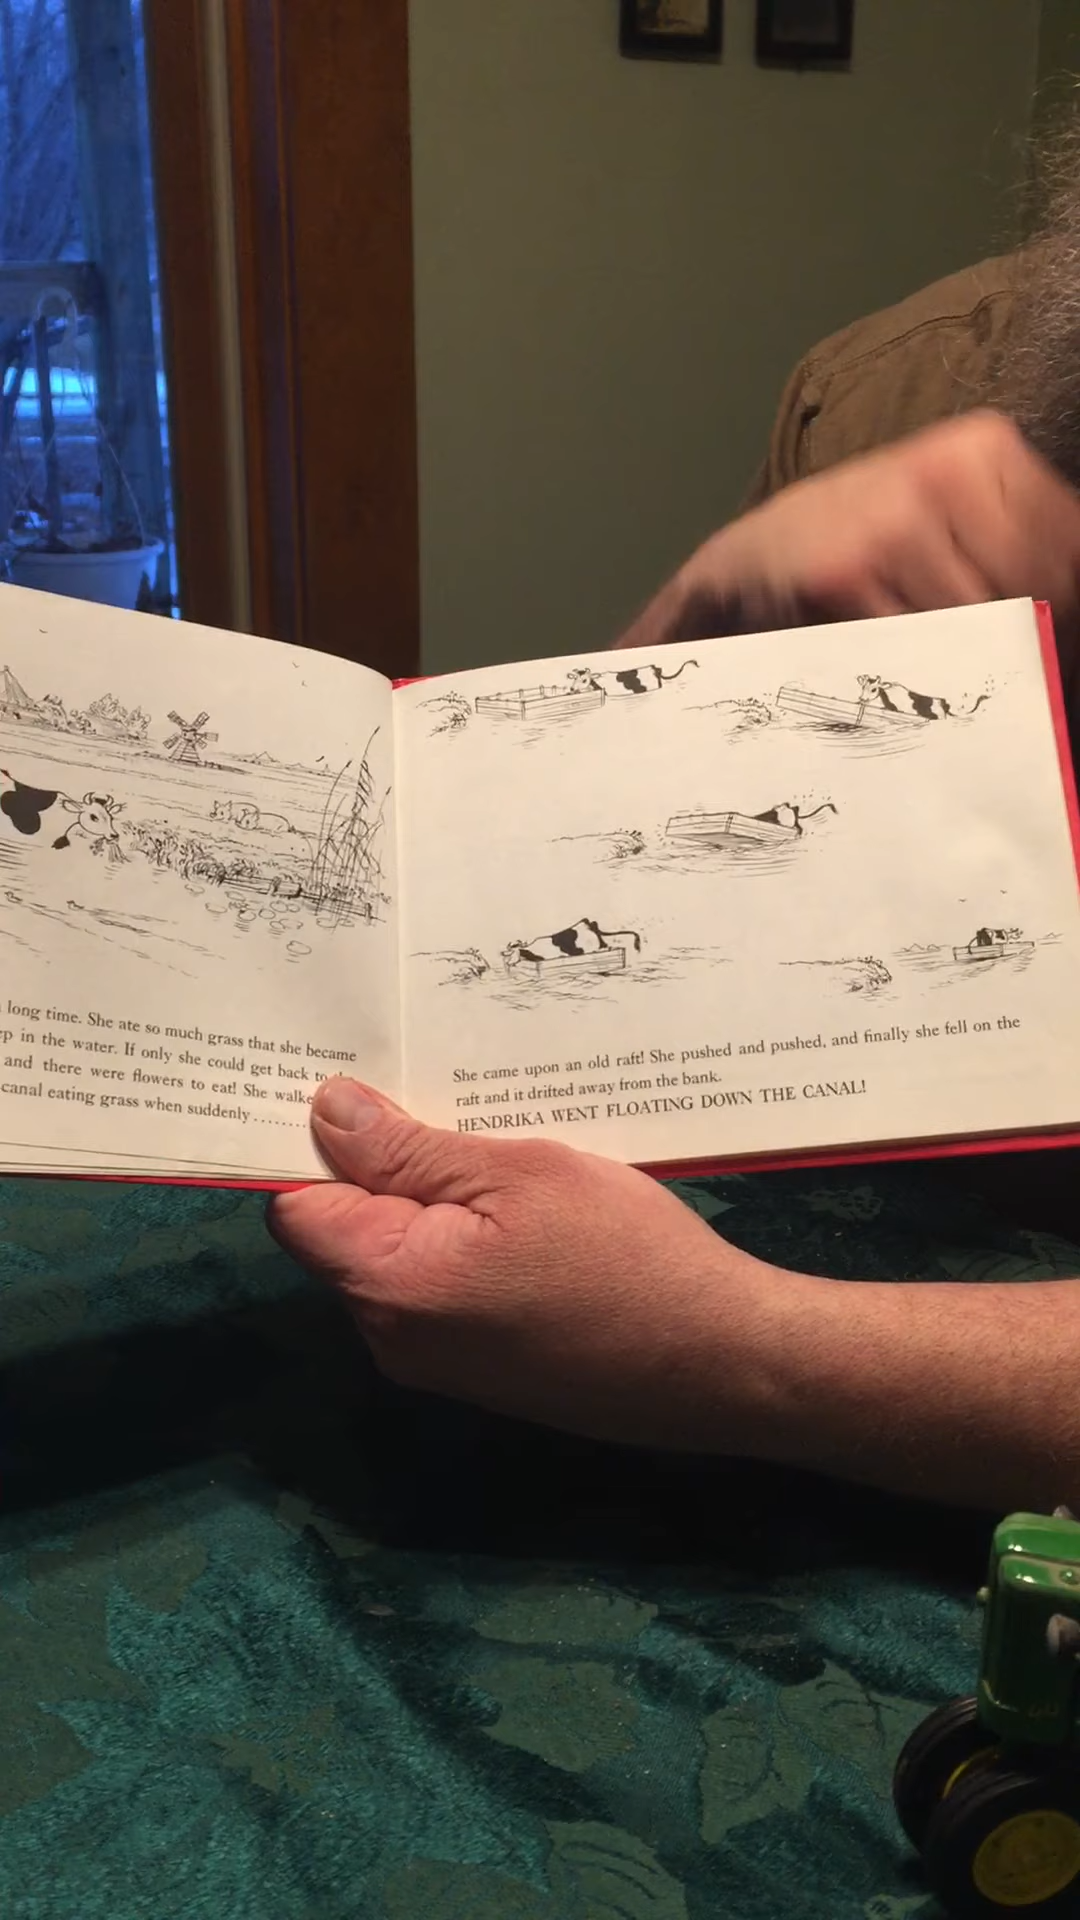 long time. She ate so much grass that she became
in the water. If only she could get back to
and there were flowers to eat! She walke
canal eating grass when suddenly.........
She came upon an old raft! She pushed and pushed, and finally she fell on the
raft and it drifted away from the bank.
HENDRIKA WENT FLOATING DOWN THE CANAL!